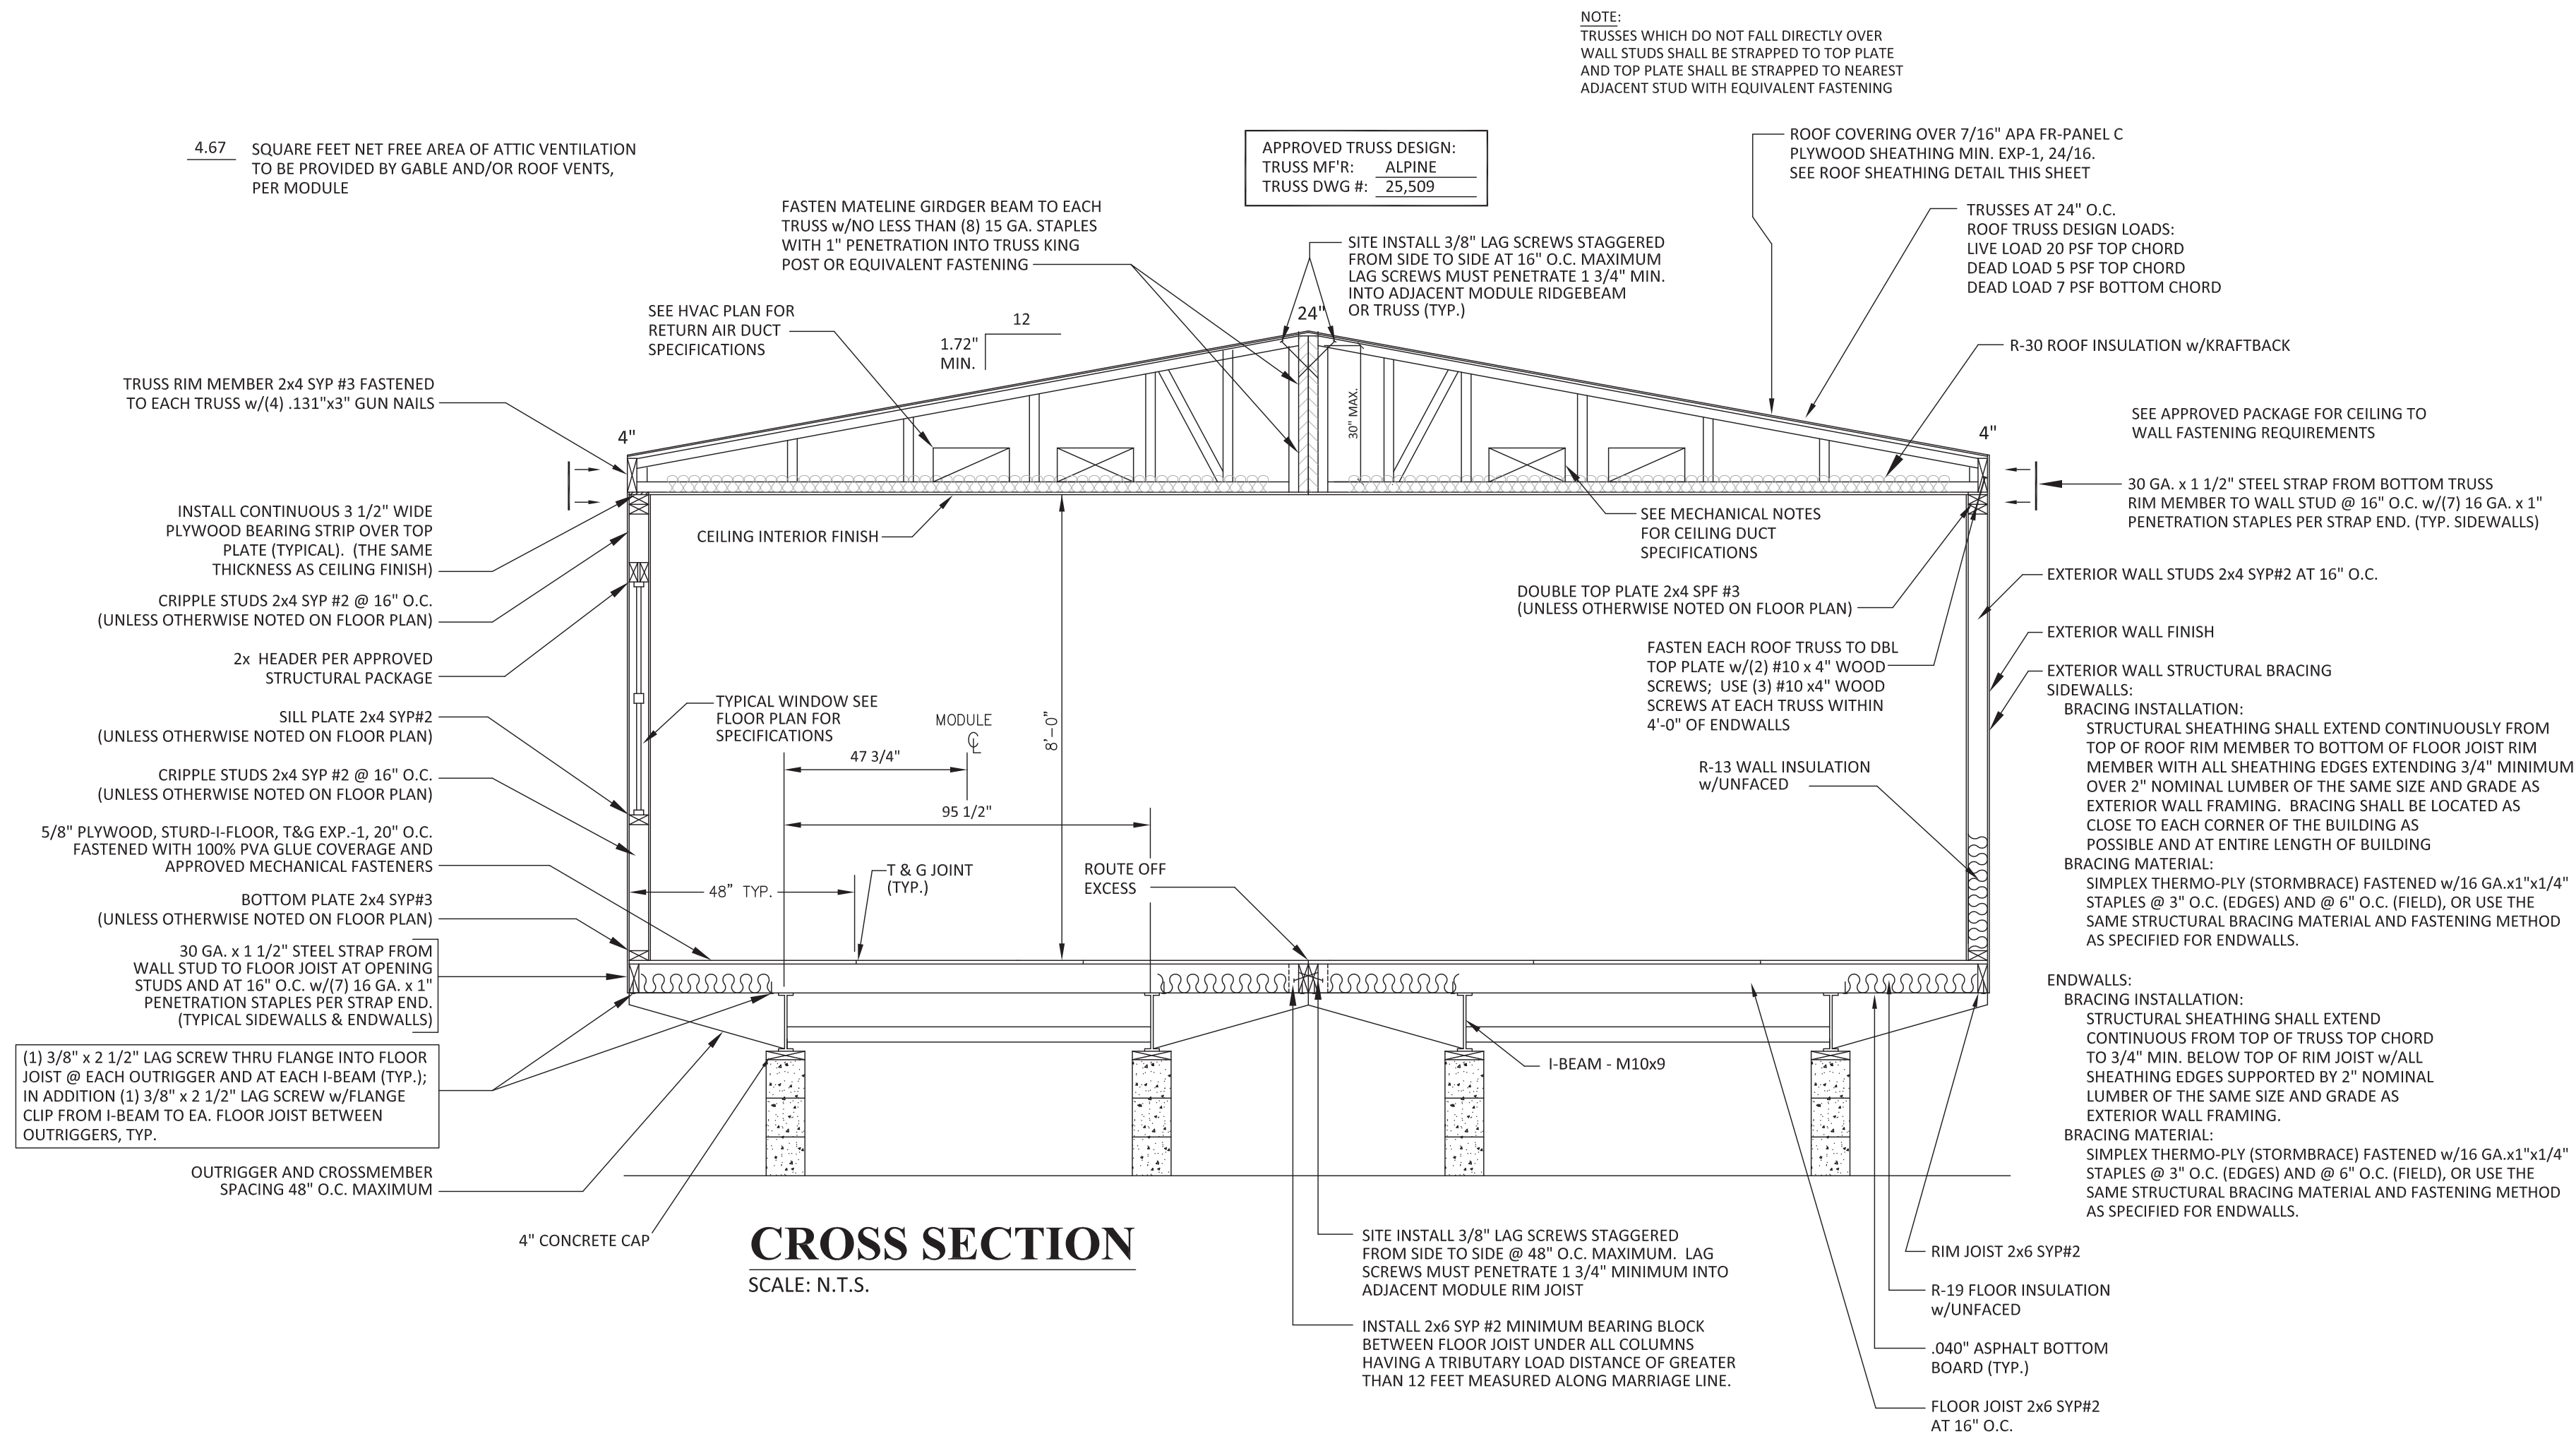 NOTE:
TRUSSES WHICH DO NOT FALL DIRECTLY OVER
WALL STUDS SHALL BE STRAPPED TO TOP PLATE
AND TOP PLATE SHALL BE STRAPPED TO NEAREST
ADJACENT STUD WITH EQUIVALENT FASTENING
4.67 SQUARE FEET NET FREE AREA OF ATTIC VENTILATION
TO BE PROVIDED BY GABLE AND/OR ROOF VENTS,
PER MODULE
APPROVED TRUSS DESIGN:
TRUSS MF'R: ALPINE
TRUSS DWG #: 25,509
ROOF COVERING OVER 7/16" APA FR-PANEL C
PLYWOOD SHEATHING MIN. EXP-1, 24/16.
SEE ROOF SHEATHING DETAIL THIS SHEET
FASTEN MATELINE GIRDGER BEAM TO EACH
TRUSS w/NO LESS THAN (8) 15 GA. STAPLES
WITH 1" PENETRATION INTO TRUSS KING
POST OR EQUIVALENT FASTENING
SITE INSTALL 3/8" LAG SCREWS STAGGERED
FROM SIDE TO SIDE AT 16" O.C. MAXIMUM
LAG SCREWS MUST PENETRATE 1 3/4" MIN.
INTO ADJACENT MODULE RIDGEBEAM
OR TRUSS (TYP.)
TRUSSES AT 24" O.C.
ROOF TRUSS DESIGN LOADS:
LIVE LOAD 20 PSF TOP CHORD
DEAD LOAD 5 PSF TOP CHORD
DEAD LOAD 7 PSF BOTTOM CHORD
SEE HVAC PLAN FOR
RETURN AIR DUCT
SPECIFICATIONS
12
1.72"
MIN.
24"
30" MAX.
R-30 ROOF INSULATION w/KRAFTBACK
TRUSS RIM MEMBER 2x4 SYP #3 FASTENED
TO EACH TRUSS w/(4) .131"x3" GUN NAILS
4"
4"
SEE APPROVED PACKAGE FOR CEILING TO
WALL FASTENING REQUIREMENTS
30 GA. x 1 1/2" STEEL STRAP FROM BOTTOM TRUSS
RIM MEMBER TO WALL STUD @ 16" O.C. w/(7) 16 GA. x 1"
PENETRATION STAPLES PER STRAP END. (TYP. SIDEWALLS)
INSTALL CONTINUOUS 3 1/2" WIDE
PLYWOOD BEARING STRIP OVER TOP
PLATE (TYPICAL). (THE SAME
THICKNESS AS CEILING FINISH)
CEILING INTERIOR FINISH
SEE MECHANICAL NOTES
FOR CEILING DUCT
SPECIFICATIONS
EXTERIOR WALL STUDS 2x4 SYP#2 AT 16" O.C.
CRIPPLE STUDS 2x4 SYP #2 @ 16" O.C.
(UNLESS OTHERWISE NOTED ON FLOOR PLAN)
DOUBLE TOP PLATE 2x4 SPF #3
(UNLESS OTHERWISE NOTED ON FLOOR PLAN)
EXTERIOR WALL FINISH
2x HEADER PER APPROVED
STRUCTURAL PACKAGE
FASTEN EACH ROOF TRUSS TO DBL
TOP PLATE w/(2) #10 x 4" WOOD
SCREWS; USE (3) #10 x4" WOOD
SCREWS AT EACH TRUSS WITHIN
4'-0" OF ENDWALLS
EXTERIOR WALL STRUCTURAL BRACING
SIDEWALLS:
BRACING INSTALLATION:
STRUCTURAL SHEATHING SHALL EXTEND CONTINUOUSLY FROM
TOP OF ROOF RIM MEMBER TO BOTTOM OF FLOOR JOIST RIM
MEMBER WITH ALL SHEATHING EDGES EXTENDING 3/4" MINIMUM
OVER 2" NOMINAL LUMBER OF THE SAME SIZE AND GRADE AS
EXTERIOR WALL FRAMING. BRACING SHALL BE LOCATED AS
CLOSE TO EACH CORNER OF THE BUILDING AS
POSSIBLE AND AT ENTIRE LENGTH OF BUILDING
BRACING MATERIAL:
SIMPLEX THERMO-PLY (STORMBRACE) FASTENED w/16 GA.x1"x1/4"
STAPLES @ 3" O.C. (EDGES) AND @ 6" O.C. (FIELD), OR USE THE
SAME STRUCTURAL BRACING MATERIAL AND FASTENING METHOD
AS SPECIFIED FOR ENDWALLS.
TYPICAL WINDOW SEE
FLOOR PLAN FOR
SPECIFICATIONS
MODULE
CL
8'-0"
47 3/4"
95 1/2"
SILL PLATE 2x4 SYP#2
(UNLESS OTHERWISE NOTED ON FLOOR PLAN)
R-13 WALL INSULATION
w/UNFACED
CRIPPLE STUDS 2x4 SYP #2 @ 16" O.C.
(UNLESS OTHERWISE NOTED ON FLOOR PLAN)
5/8" PLYWOOD, STURD-I-FLOOR, T&G EXP.-1, 20" O.C.
FASTENED WITH 100% PVA GLUE COVERAGE AND
APPROVED MECHANICAL FASTENERS
48" TYP.
T & G JOINT
(TYP.)
ROUTE OFF
EXCESS
BOTTOM PLATE 2x4 SYP#3
(UNLESS OTHERWISE NOTED ON FLOOR PLAN)
30 GA. x 1 1/2" STEEL STRAP FROM
WALL STUD TO FLOOR JOIST AT OPENING
STUDS AND AT 16" O.C. w/(7) 16 GA. x 1"
PENETRATION STAPLES PER STRAP END.
(TYPICAL SIDEWALLS & ENDWALLS)
ENDWALLS:
BRACING INSTALLATION:
STRUCTURAL SHEATHING SHALL EXTEND
CONTINUOUS FROM TOP OF TRUSS TOP CHORD
TO 3/4" MIN. BELOW TOP OF RIM JOIST w/ALL
SHEATHING EDGES SUPPORTED BY 2" NOMINAL
LUMBER OF THE SAME SIZE AND GRADE AS
EXTERIOR WALL FRAMING.
BRACING MATERIAL:
SIMPLEX THERMO-PLY (STORMBRACE) FASTENED w/16 GA.x1"x1/4"
STAPLES @ 3" O.C. (EDGES) AND @ 6" O.C. (FIELD), OR USE THE
SAME STRUCTURAL BRACING MATERIAL AND FASTENING METHOD
AS SPECIFIED FOR ENDWALLS.
(1) 3/8" x 2 1/2" LAG SCREW THRU FLANGE INTO FLOOR
JOIST @ EACH OUTRIGGER AND AT EACH I-BEAM (TYP.);
IN ADDITION (1) 3/8" x 2 1/2" LAG SCREW w/FLANGE
CLIP FROM I-BEAM TO EA. FLOOR JOIST BETWEEN
OUTRIGGERS, TYP.
I-BEAM - M10x9
OUTRIGGER AND CROSSMEMBER
SPACING 48" O.C. MAXIMUM
4" CONCRETE CAP
CROSS SECTION
SCALE: N.T.S.
SITE INSTALL 3/8" LAG SCREWS STAGGERED
FROM SIDE TO SIDE @ 48" O.C. MAXIMUM. LAG
SCREWS MUST PENETRATE 1 3/4" MINIMUM INTO
ADJACENT MODULE RIM JOIST
INSTALL 2x6 SYP #2 MINIMUM BEARING BLOCK
BETWEEN FLOOR JOIST UNDER ALL COLUMNS
HAVING A TRIBUTARY LOAD DISTANCE OF GREATER
THAN 12 FEET MEASURED ALONG MARRIAGE LINE.
RIM JOIST 2x6 SYP#2
R-19 FLOOR INSULATION
w/UNFACED
.040" ASPHALT BOTTOM
BOARD (TYP.)
FLOOR JOIST 2x6 SYP#2
AT 16" O.C.